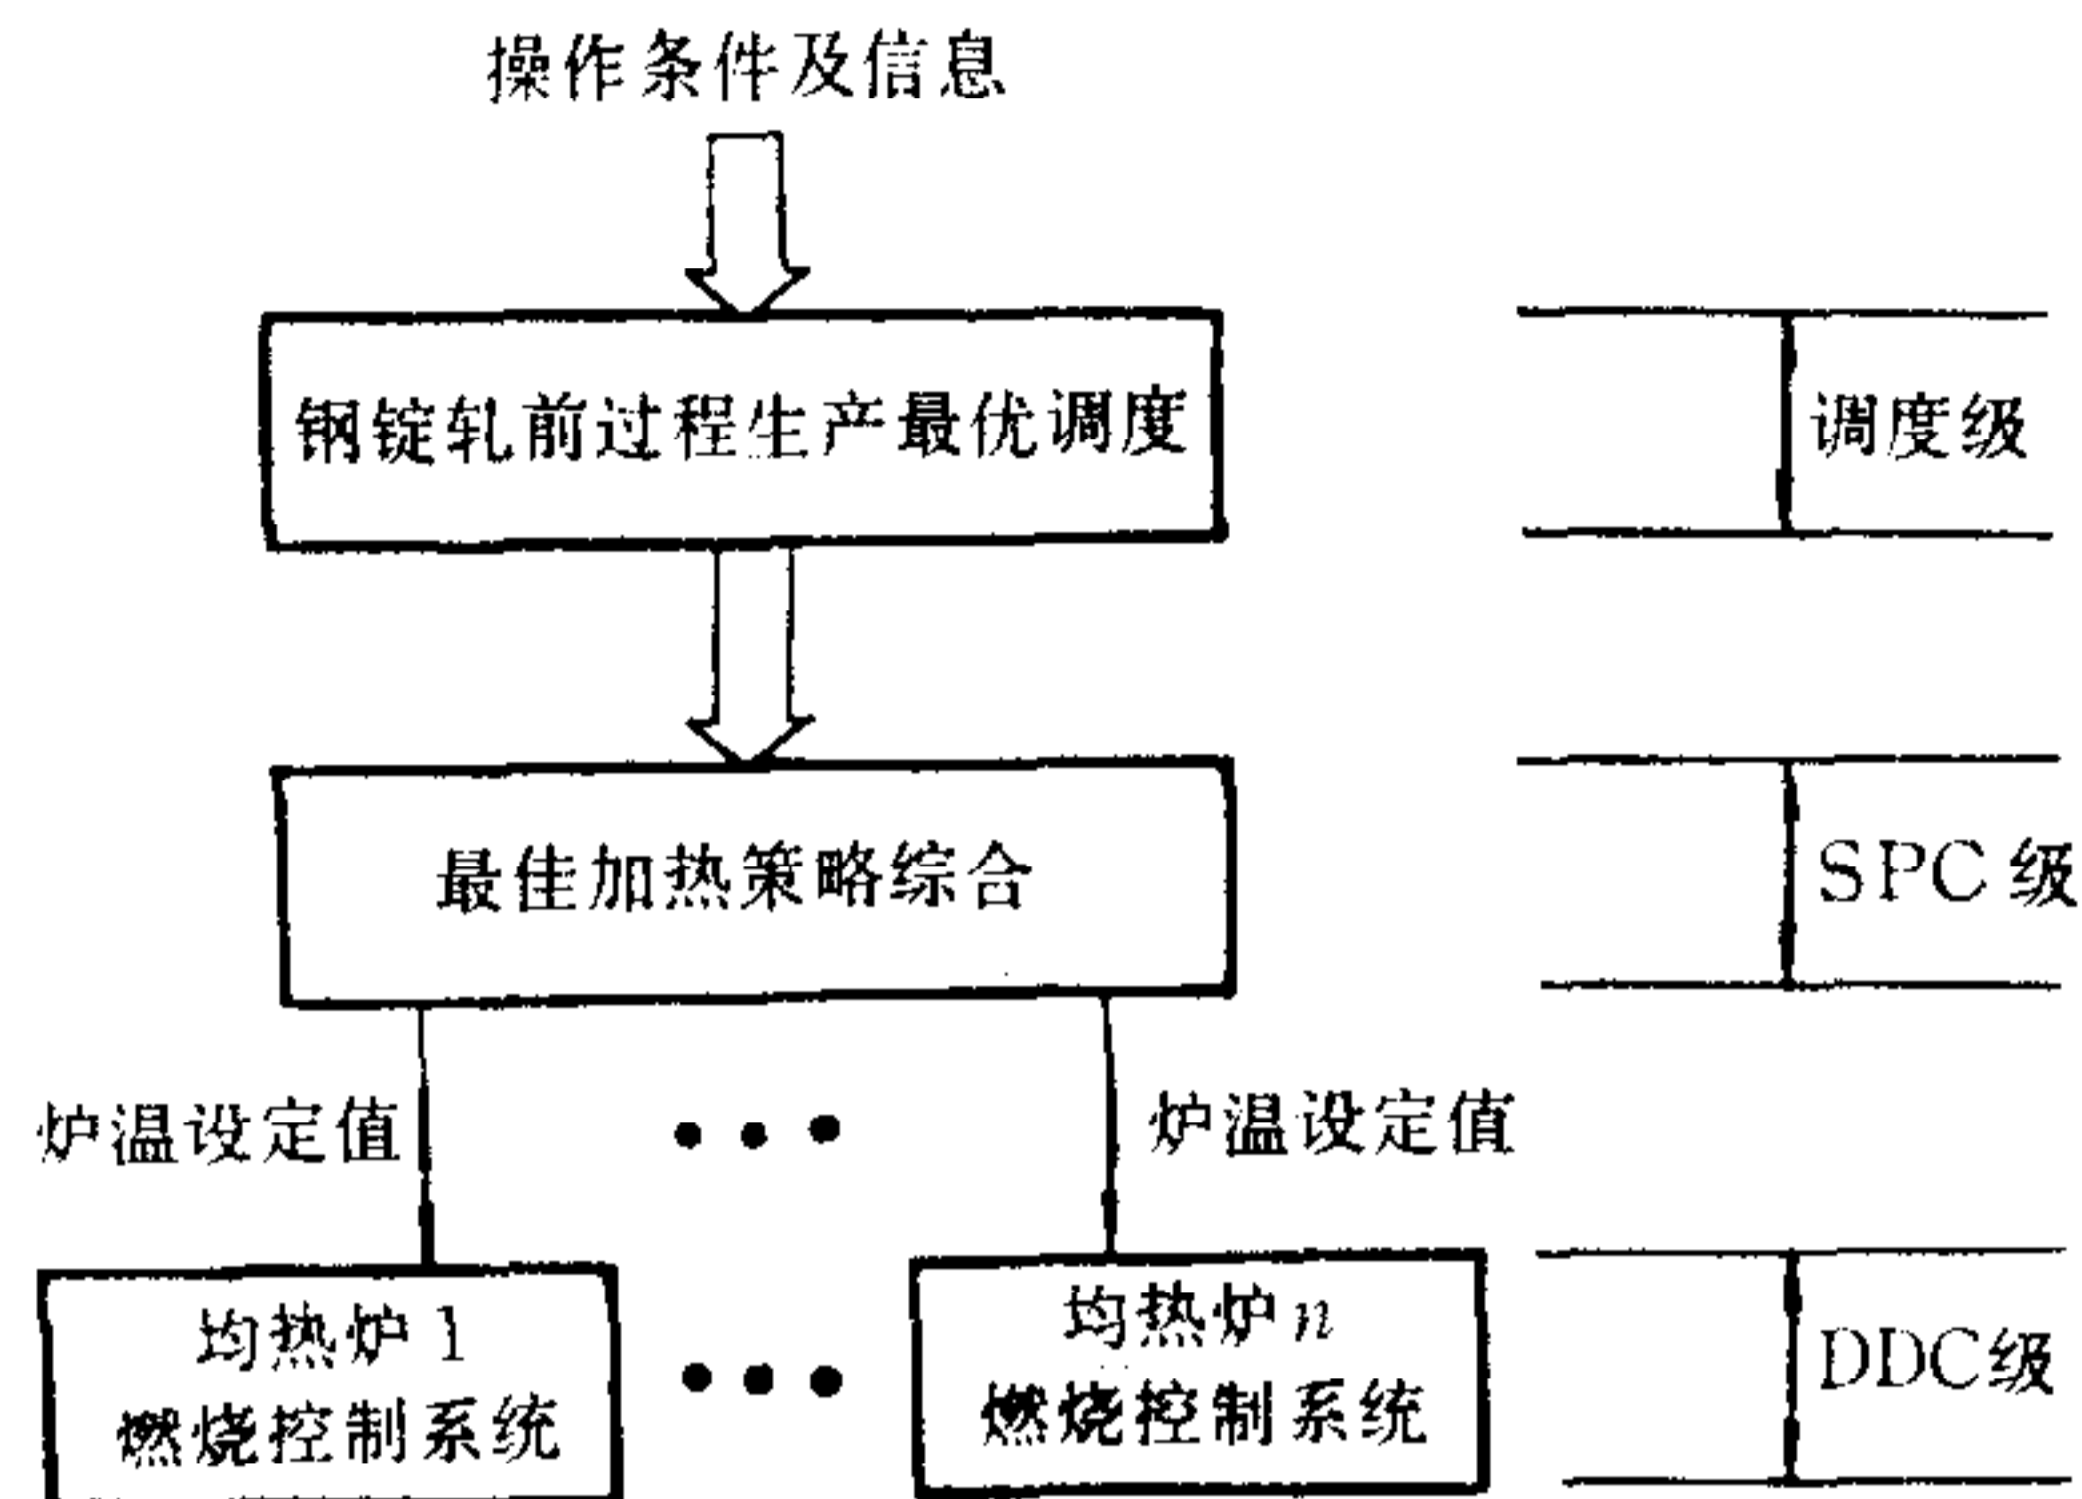 操作条件及信息
钢锭轧前过程生产最优调度
调度级
最佳加热策略综合
SPC级
炉温设定值
炉温设定值
均热炉1
燃烧控制系统
均热炉n
燃烧控制系统
DDC级